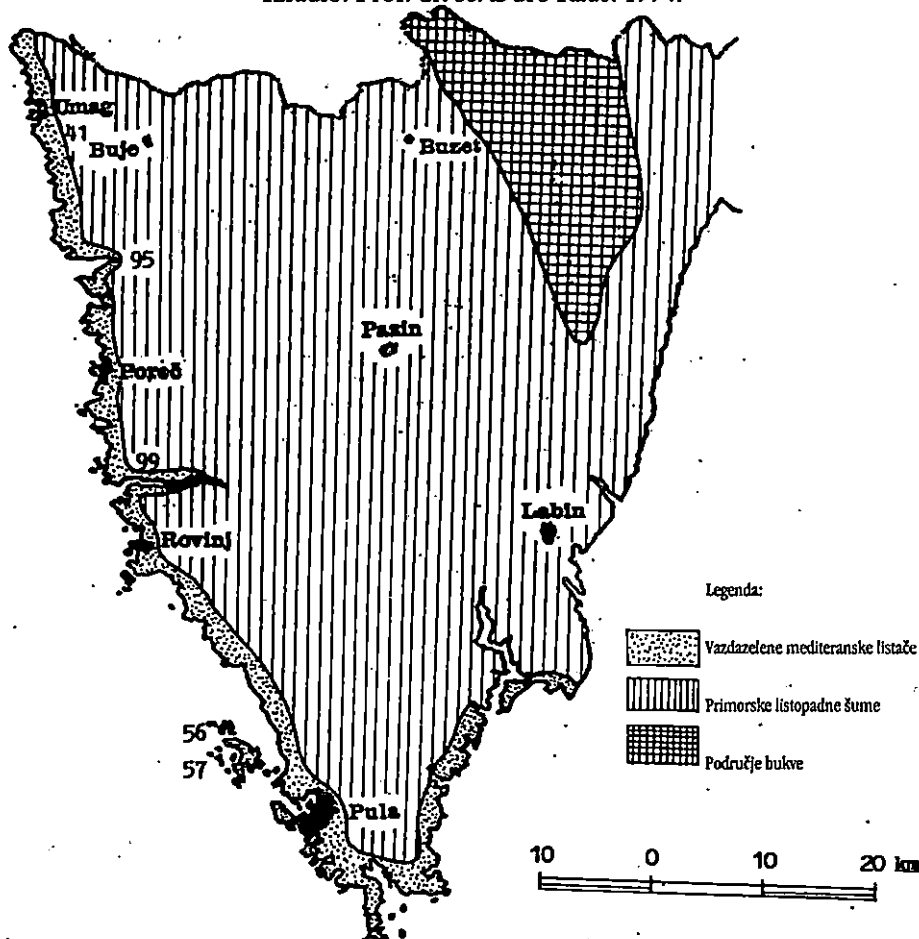 Umag
41
Buje
Buzet
95
Pazin
Poreč
99
Labin
Rovinj
Legenda:
Vazdazelene mediteranske listače
Primorske listopadne šume
56
Područje bukve
57
Pula
10 0 10 20 km